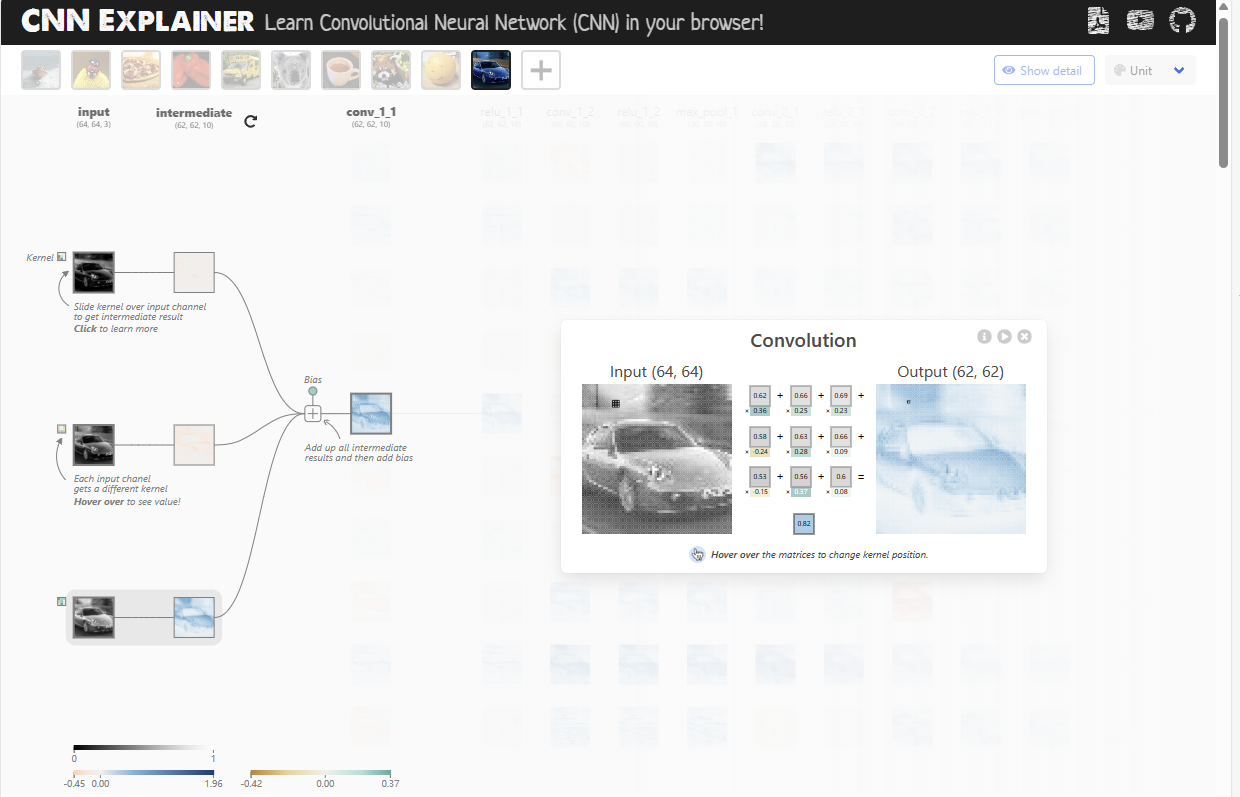 CNN EXPLAINER Learn Convolutional Neural Network (CNN) in your browser!
Show detail
Unit
input
(64, 64, 3)
intermediate
(62, 62, 10)
conv_1_1
(62, 62, 10)
relu_1_1
conv_1_2
relu_1_2
max_pool_1
Kernel
Slide kernel over input channel
to get intermediate result
Click to learn more
Bias
Add up all intermediate
results and then add bias
Each input chanel
gets a different kernel
Hover over to see value!
Convolution
Input (64, 64)
Output (62, 62)
0.62 + 0.66 + 0.69 +
× 0.36 × 0.25 × 0.23
0.58 + 0.63 + 0.66 +
× -0.24 × 0.28 × 0.09
0.53 + 0.56 + 0.6 =
× -0.15 × 0.37 × 0.08
0.82
Hover over the matrices to change kernel position.
0 1
-0.45 0.00 1.96
-0.42 0.00 0.37